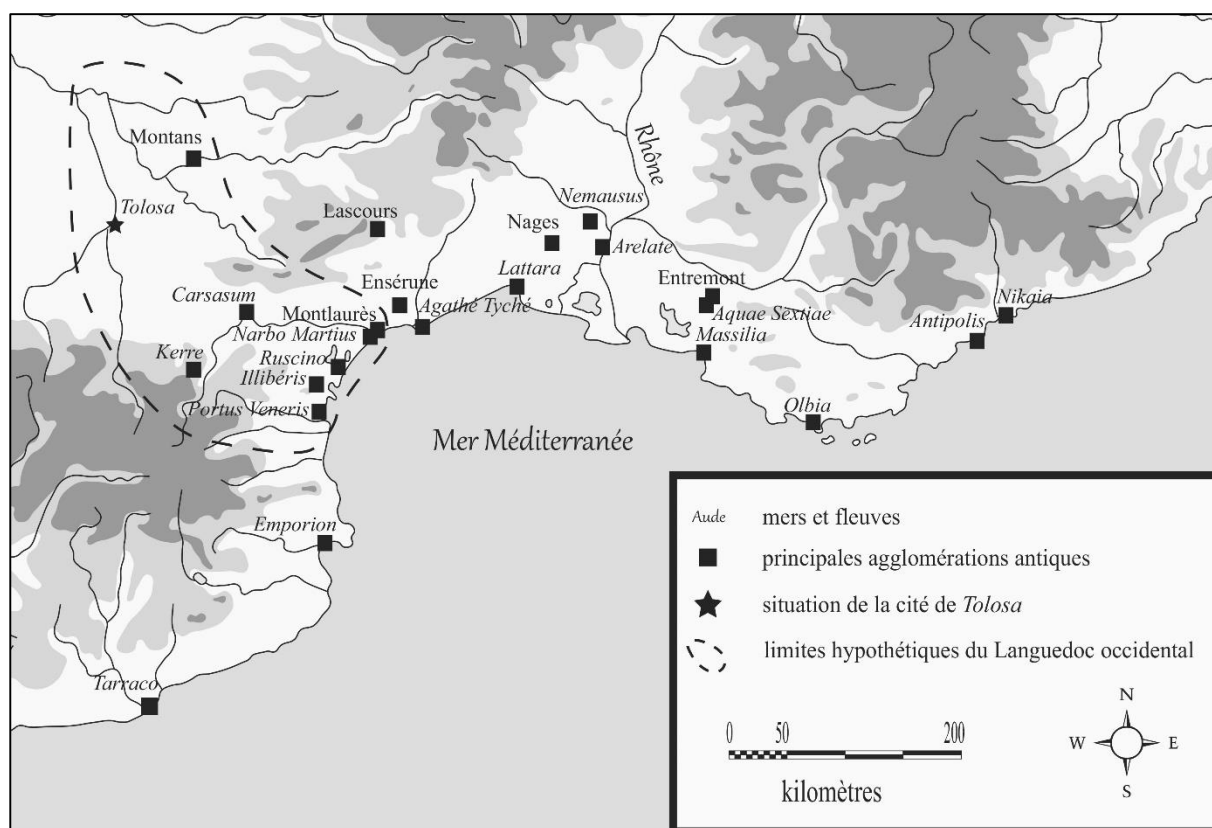 Montans
Tolosa
Lascours
Nages
Nemausus
Rhône
Arelate
Lattara
Ensérune
Agathé Tyché
Carsasum
Montlaurès
Narbo Martius
Kerre
Ruscino
Illibéris
Portus Veneris
Entremont
Aquae Sextiae
Massilia
Nikaia
Antipolis
Olbia
Mer Méditerranée
Emporion
Tarraco
Aude mers et fleuves
principales agglomérations antiques
situation de la cité de Tolosa
limites hypothétiques du Languedoc occidental
0 50 200
kilomètres
N
W E
S